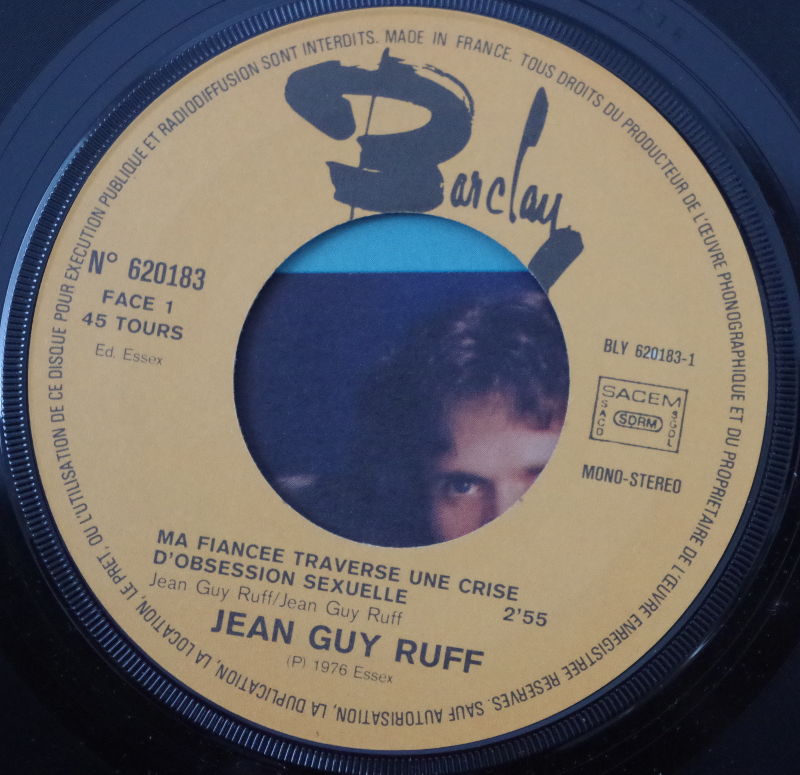 TOUS DROITS DU PRODUCTEUR DE L'ŒUVRE PHONOGRAPHIQUE ET DU PROPRIETAIRE DE L'ŒUVRE ENREGISTREE RESERVES. SAUF AUTORISATION, LA DUPLICATION, LA LOCATION, LE PRET, OU L'UTILISATION DE CE DISQUE POUR EXECUTION PUBLIQUE ET RADIODIFFUSION SONT INTERDITS. MADE IN FRANCE.
Barclay
N° 620183
FACE 1
45 TOURS
Ed. Essex
BLY 620183-1
SACEM
SACD
SDRM
SGDL
MONO-STEREO
MA FIANCEE TRAVERSE UNE CRISE
D'OBSESSION SEXUELLE
2'55
Jean Guy Ruff/Jean Guy Ruff
JEAN GUY RUFF
(P) 1976 Essex